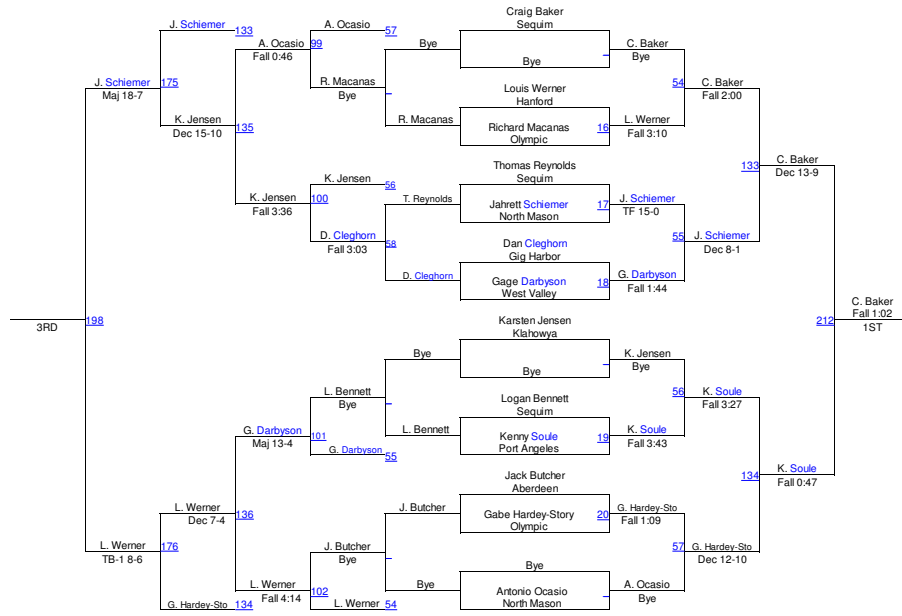 Craig Baker
J. Schiemer 133
A. Ocasio 57
Sequim
A. Ocasio 99
Bye
C. Baker
Fall 0:46
Bye
Bye
J. Schiemer 175
R. Macanas
54
C. Baker
Maj 18-7
Bye
Louis Werner
Fall 2:00
Hanford
K. Jensen
R. Macanas
Richard Macanas 16
L. Werner
Dec 15-10
135
Olympic
Fall 3:10
C. Baker
Thomas Reynolds
133
Dec 13-9
K. Jensen 56
Sequim
K. Jensen 100
T. Reynolds
Jahrett Schiemer 17
J. Schiemer
Fall 3:36
North Mason
TF 15-0
D. Cleghorn 58
55
J. Schiemer
Fall 3:03
Dan Cleghorn
Dec 8-1
Gig Harbor
D. Cleghorn
Gage Darbyson 18
G. Darbyson
West Valley
Fall 1:44
C. Baker
Fall 1:02
198
Karsten Jensen
212
3RD
1ST
Klahowya
Bye
K. Jensen
Bye
Bye
L. Bennett
56
K. Soule
Bye
Logan Bennett
Fall 3:27
Sequim
G. Darbyson 101
L. Bennett
Kenny Soule 19
K. Soule
Maj 13-4
Port Angeles
Fall 3:43
G. Darbyson 55
K. Soule
Jack Butcher
134
Fall 0:47
Aberdeen
L. Werner 136
J. Butcher
Gabe Hardey-Story 20
G. Hardey-Sto
Dec 7-4
Olympic
Fall 1:09
L. Werner 176
J. Butcher
57
G. Hardey-Sto
TB-1 8-6
Bye
Bye
Dec 12-10
L. Werner 102
Bye
Antonio Ocasio
A. Ocasio
Fall 4:14
North Mason
Bye
G. Hardey-Sto 134
L. Werner 54